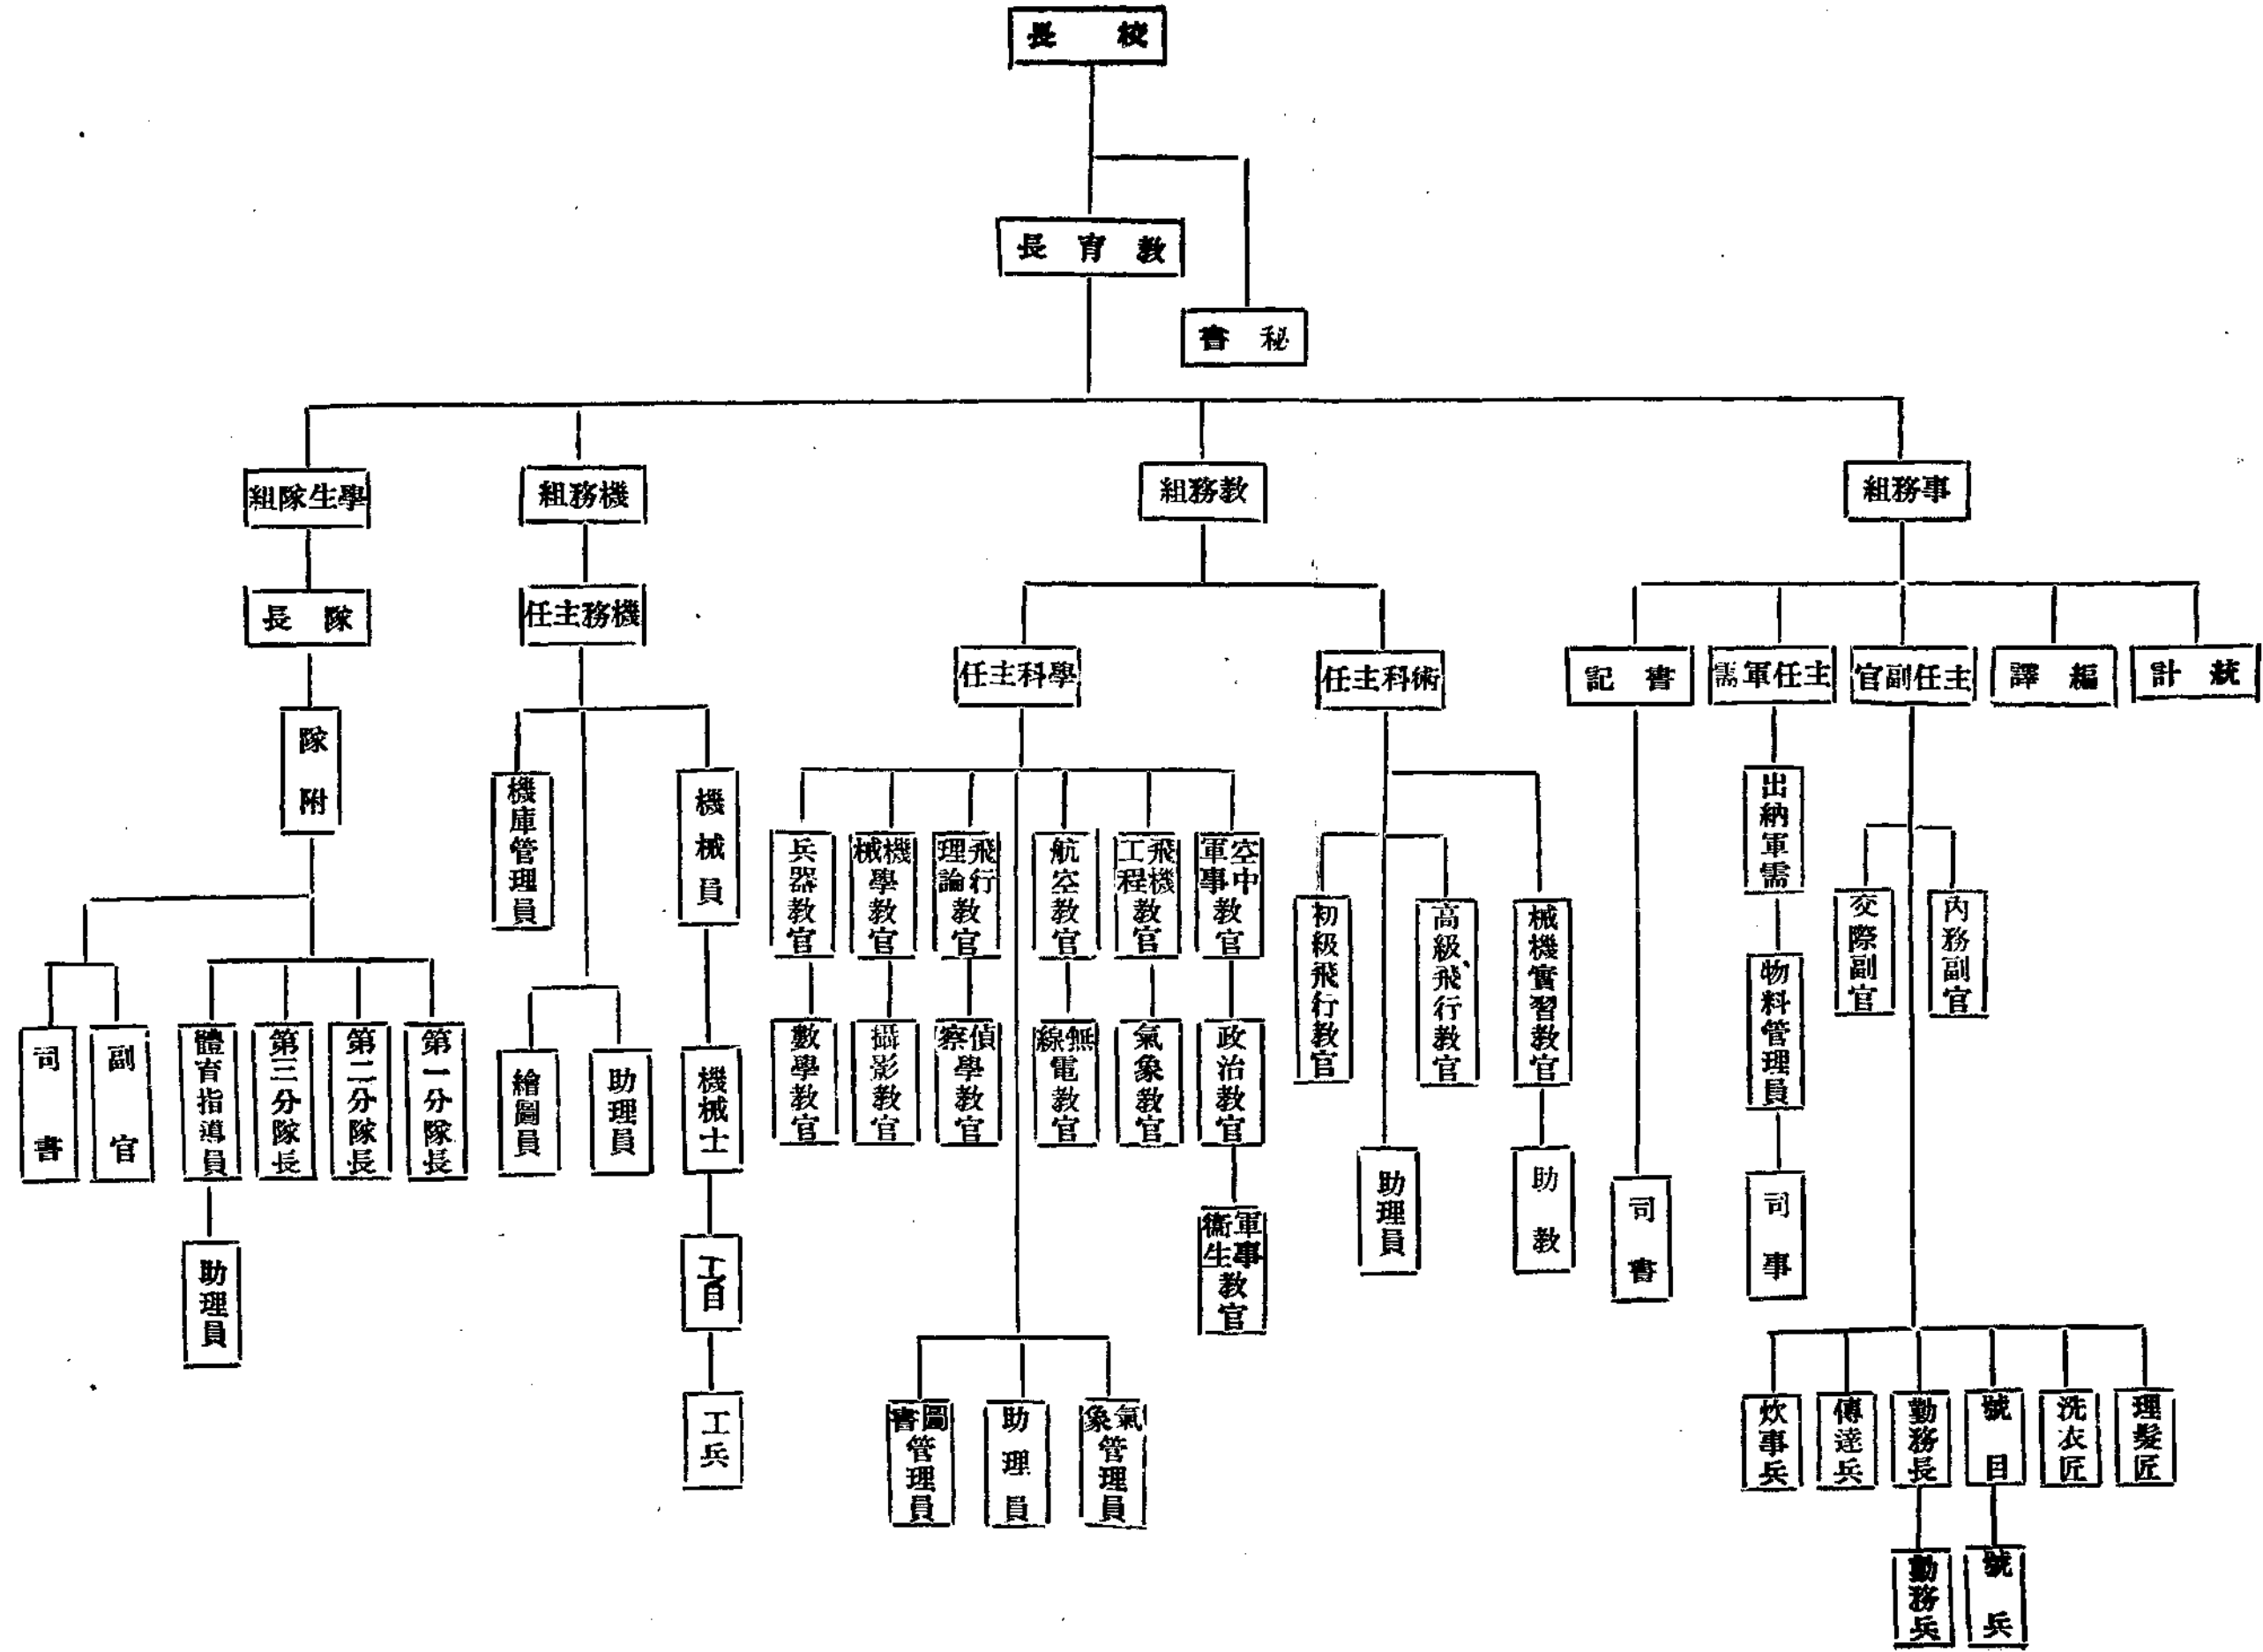 校長
教育長
秘書
事務組
教務組
機務組
學生隊組
統計
編譯
主任副官
主任軍需
書記
術科主任
學科主任
機務主任
隊長
內務副官
交際副官
理髮匠
洗衣匠
號目
號兵
勤務長
勤務兵
傳達兵
炊事兵
出納軍需
物料管理員
司事
司書
械機實習教官
助教
高級飛行教官
初級飛行教官
助理員
空中軍事教官
政治教官
軍事衞生教官
飛機工程教官
氣象教官
航空教官
無線電教官
飛行理論教官
偵察學教官
機械學教官
攝影教官
兵器教官
數學教官
氣象管理員
助理員
圖書管理員
機械員
機械士
工目
工兵
機庫管理員
助理員
繪圖員
隊附
第一分隊長
第二分隊長
第三分隊長
體育指導員
助理員
副官
司書